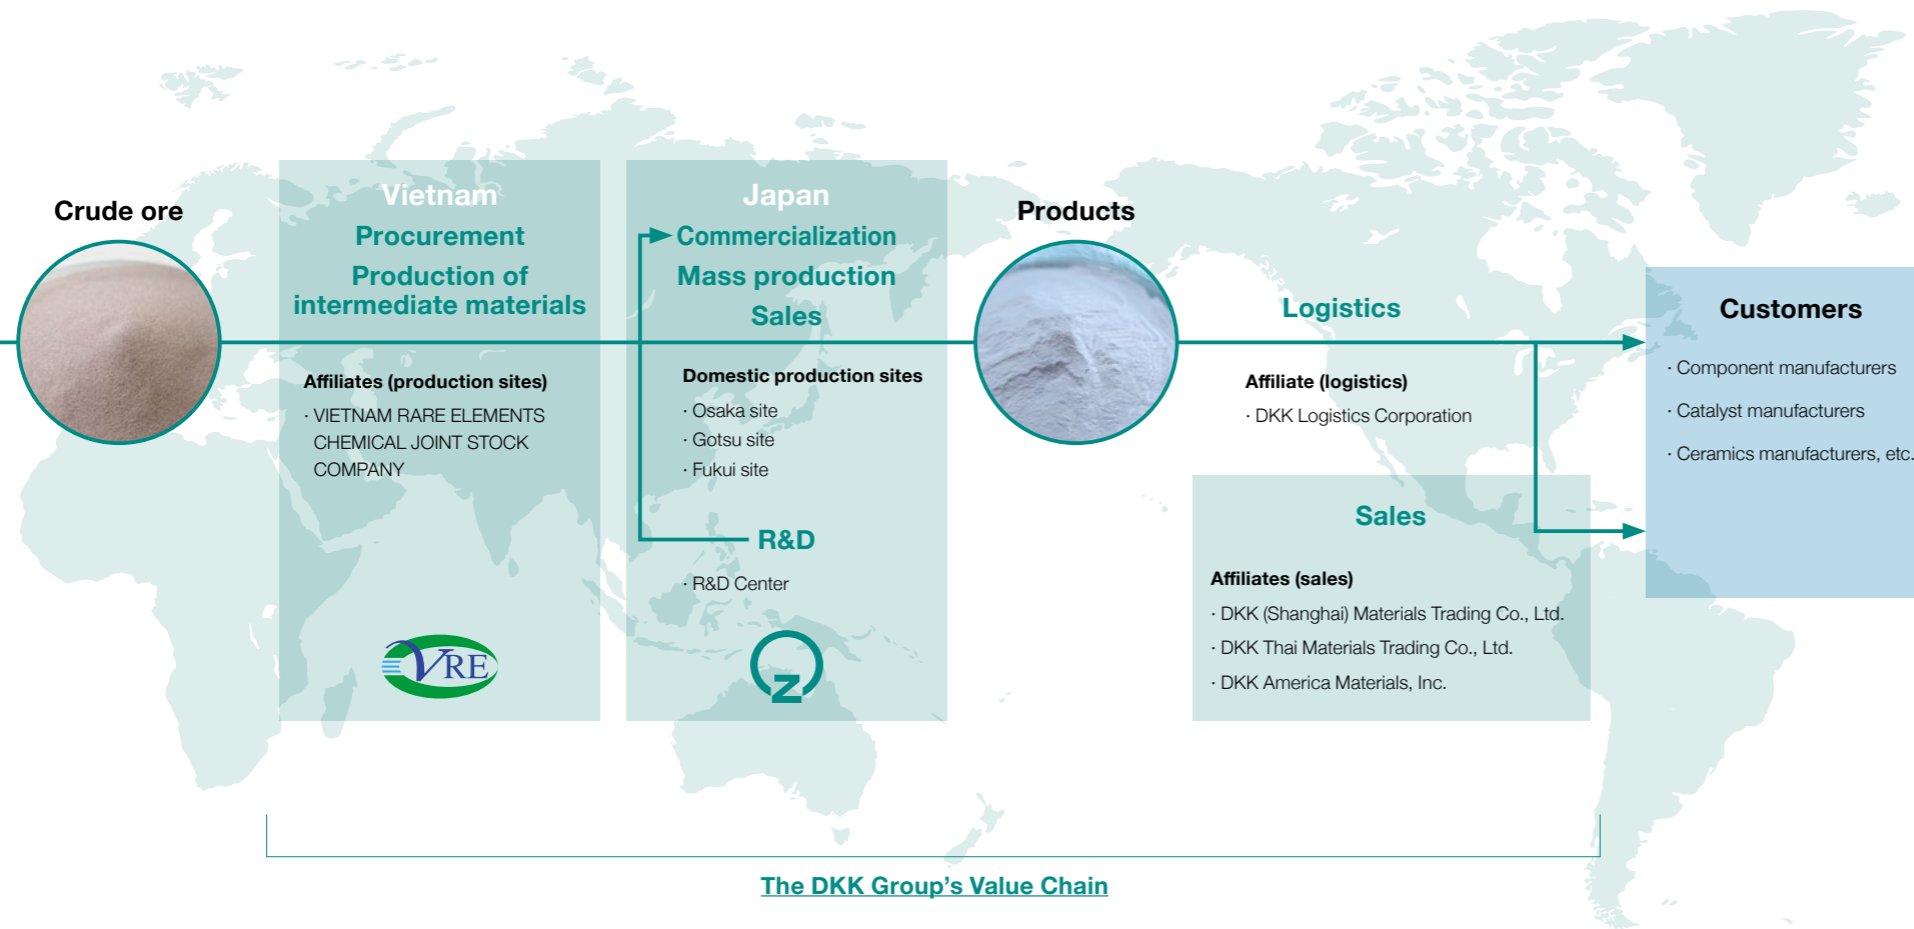 Crude ore
Vietnam
Procurement
Production of
intermediate materials
Affiliates (production sites)
· VIETNAM RARE ELEMENTS
CHEMICAL JOINT STOCK
COMPANY
VRE
Japan
Commercialization
Mass production
Sales
Domestic production sites
· Osaka site
· Gotsu site
· Fukui site
R&D
· R&D Center
Z
Products
Logistics
Affiliate (logistics)
· DKK Logistics Corporation
Sales
Affiliates (sales)
· DKK (Shanghai) Materials Trading Co., Ltd.
· DKK Thai Materials Trading Co., Ltd.
· DKK America Materials, Inc.
Customers
· Component manufacturers
· Catalyst manufacturers
· Ceramics manufacturers, etc.
The DKK Group’s Value Chain